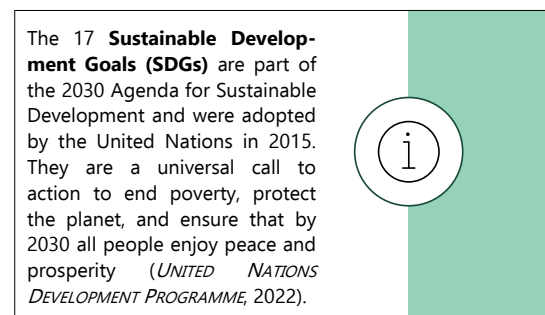 The 17 Sustainable Develop-
ment Goals (SDGs) are part of
the 2030 Agenda for Sustainable
Development and were adopted
by the United Nations in 2015.
They are a universal call to
action to end poverty, protect
the planet, and ensure that by
2030 all people enjoy peace and
prosperity (UNITED NATIONS
DEVELOPMENT PROGRAMME, 2022).
i